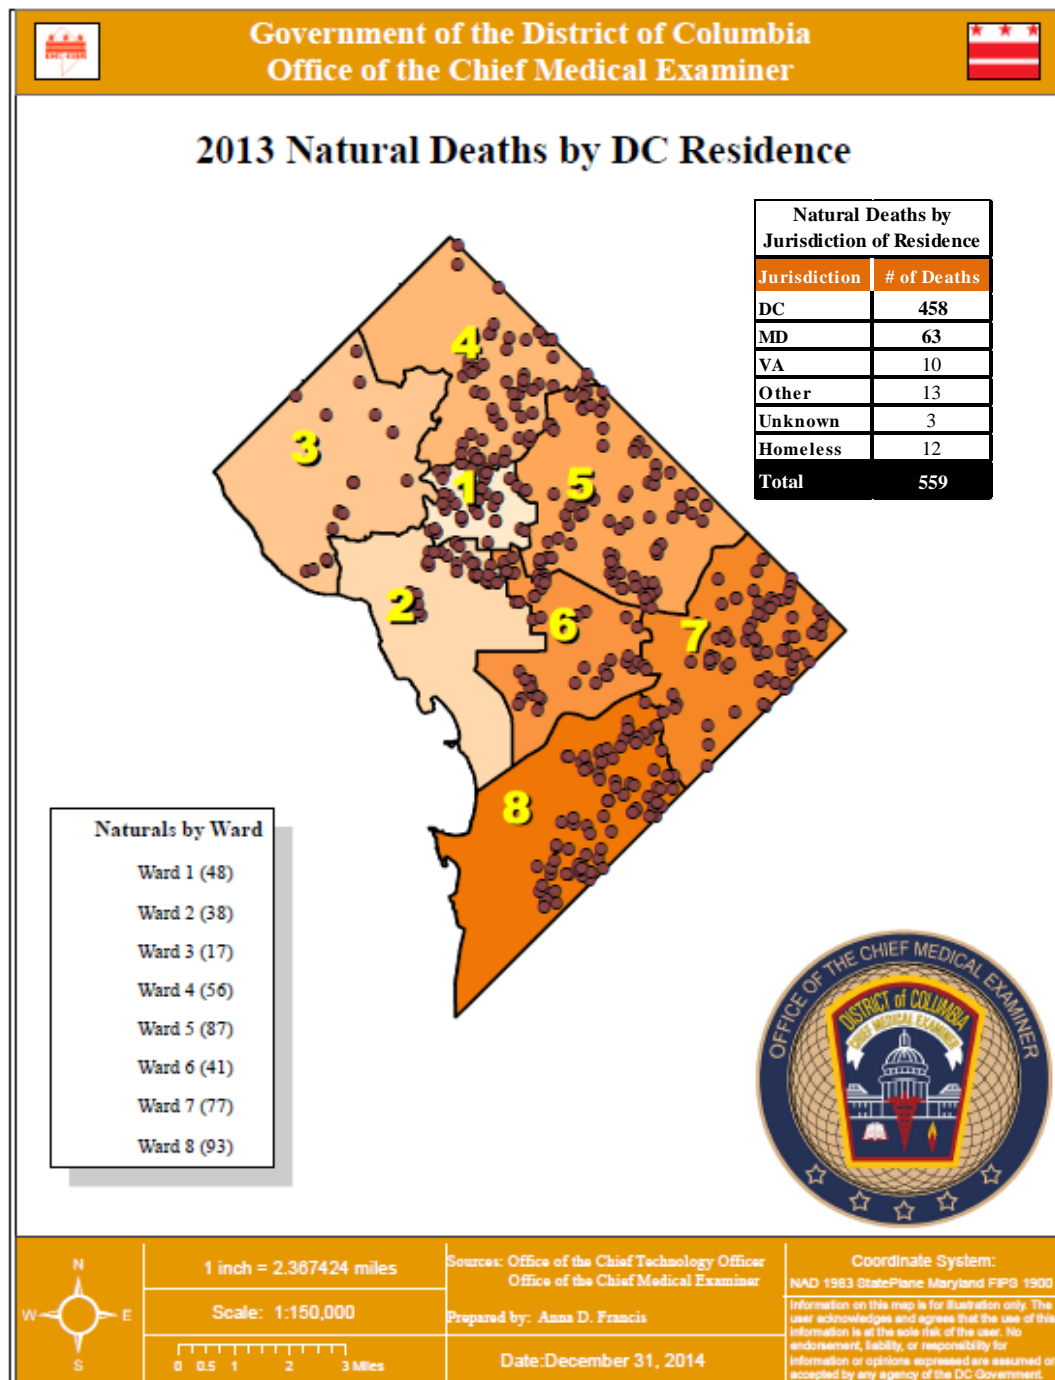 DC GIS
Government of the District of Columbia
Office of the Chief Medical Examiner
2013 Natural Deaths by DC Residence
Natural Deaths by
Jurisdiction of Residence
Jurisdiction # of Deaths
DC 458
MD 63
VA 10
Other 13
Unknown 3
Homeless 12
Total 559
4
3
1
5
2
6
7
8
Naturals by Ward
Ward 1 (48)
Ward 2 (38)
Ward 3 (17)
Ward 4 (56)
Ward 5 (87)
Ward 6 (41)
Ward 7 (77)
Ward 8 (93)
OFFICE OF THE CHIEF MEDICAL EXAMINER
DISTRICT of COLUMBIA
CHIEF MEDICAL EXAMINER
N
W E
S
1 inch = 2.367424 miles
Scale: 1:150,000
0 0.5 1 2 3 Miles
Sources: Office of the Chief Technology Officer
Office of the Chief Medical Examiner
Prepared by: Anna D. Francis
Date:December 31, 2014
Coordinate System:
NAD 1983 StatePlane Maryland FIPS 1900
Information on this map is for illustration only. The
user acknowledges and agrees that the use of this
information is at the sole risk of the user. No
endorsement, liability, or responsibility for
information or opinions expressed are assumed or
accepted by any agency of the DC Government.